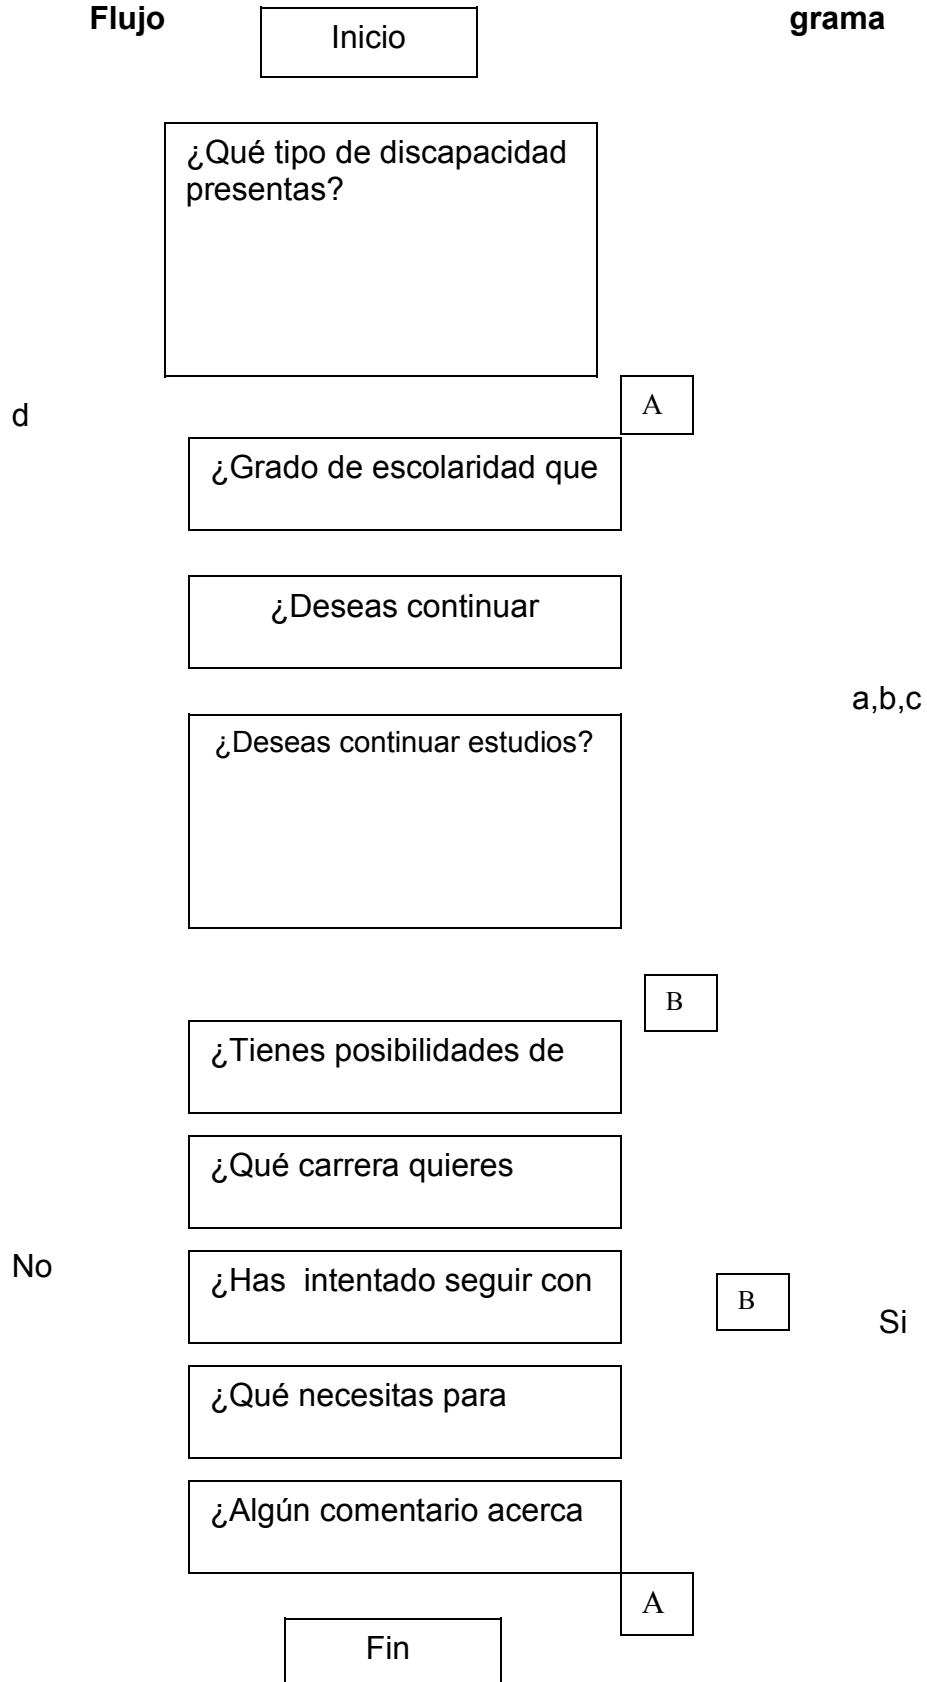 Flujo grama
Inicio
¿Qué tipo de discapacidad
presentas?
A
d
¿Grado de escolaridad que
¿Deseas continuar
a,b,c
¿Deseas continuar estudios?
B
¿Tienes posibilidades de
¿Qué carrera quieres
No
¿Has intentado seguir con
B
Si
¿Qué necesitas para
¿Algún comentario acerca
A
Fin